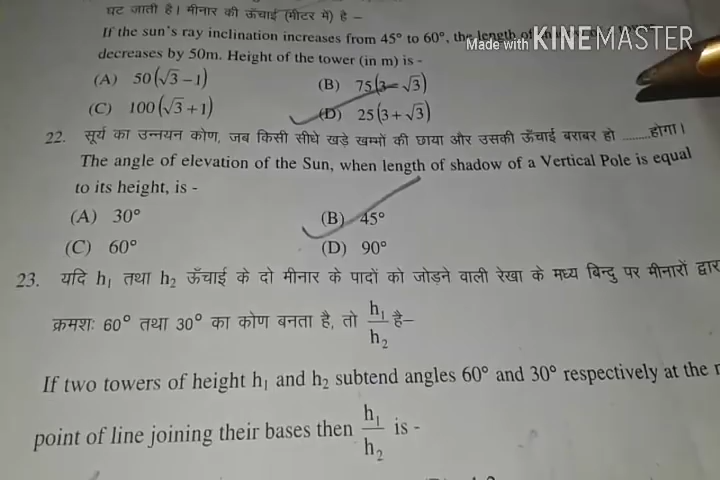 घट जाती है। मीनार की ऊँचाई (मीटर में) है –
If the sun's ray inclination increases from 45° to 60°, the length of
Made with KINEMASTER
decreases by 50m. Height of the tower (in m) is -
(A) 50(√3 – 1) (B) 75(3 – √3)
(C) 100(√3 + 1) (D) 25(3 + √3)
22. सूर्य का उन्नयन कोण, जब किसी सीधे खड़े खम्भों की छाया और उसकी ऊँचाई बराबर हो ........होगा।
The angle of elevation of the Sun, when length of shadow of a Vertical Pole is equal
to its height, is -
(A) 30° (B) 45°
(C) 60° (D) 90°
23. यदि h₁ तथा h₂ ऊँचाई के दो मीनार के पादों को जोड़ने वाली रेखा के मध्य बिन्दु पर मीनारों
क्रमशः 60° तथा 30° का कोण बनता है, तो h₁/h₂ है–
If two towers of height h₁ and h₂ subtend angles 60° and 30° respectively at the
point of line joining their bases then h₁/h₂ is -